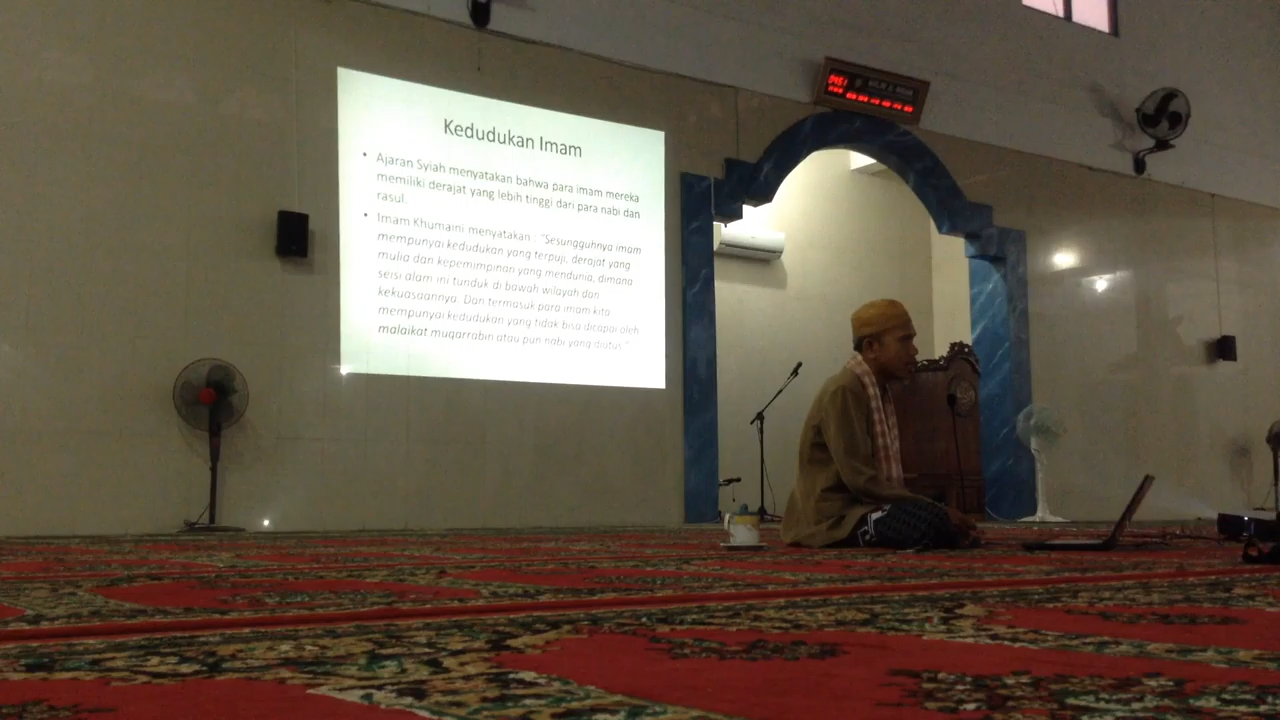 Kedudukan Imam
• Ajaran Syiah menyatakan bahwa para imam mereka
memiliki derajat yang lebih tinggi dari para nabi dan
rasul.
• Imam Khumaini menyatakan : "Sesungguhnya imam
mempunyai kedudukan yang terpuji, derajat yang
mulia dan kepemimpinan yang mendunia, dimana
seisi alam ini tunduk di bawah wilayah dan
kekuasaannya. Dan termasuk para imam kita
mempunyai kedudukan yang tidak bisa dicapai oleh
malaikat muqarrabin atau pun nabi yang diutus."